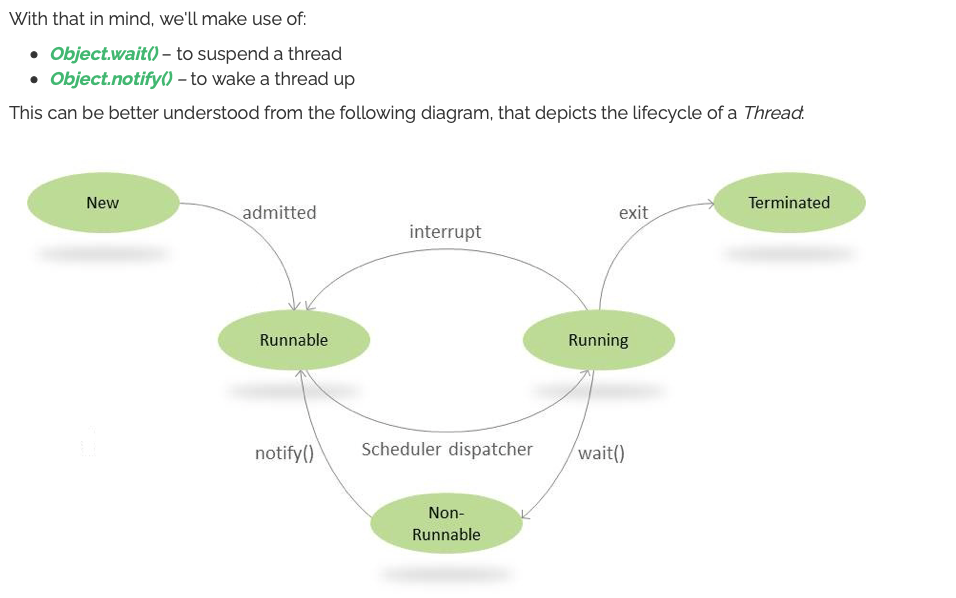 With that in mind, we'll make use of:
• Object.wait() – to suspend a thread
• Object.notify() – to wake a thread up
This can be better understood from the following diagram, that depicts the lifecycle of a Thread:
New
Terminated
admitted
exit
interrupt
Runnable
Running
notify()
Scheduler dispatcher
wait()
Non-
Runnable